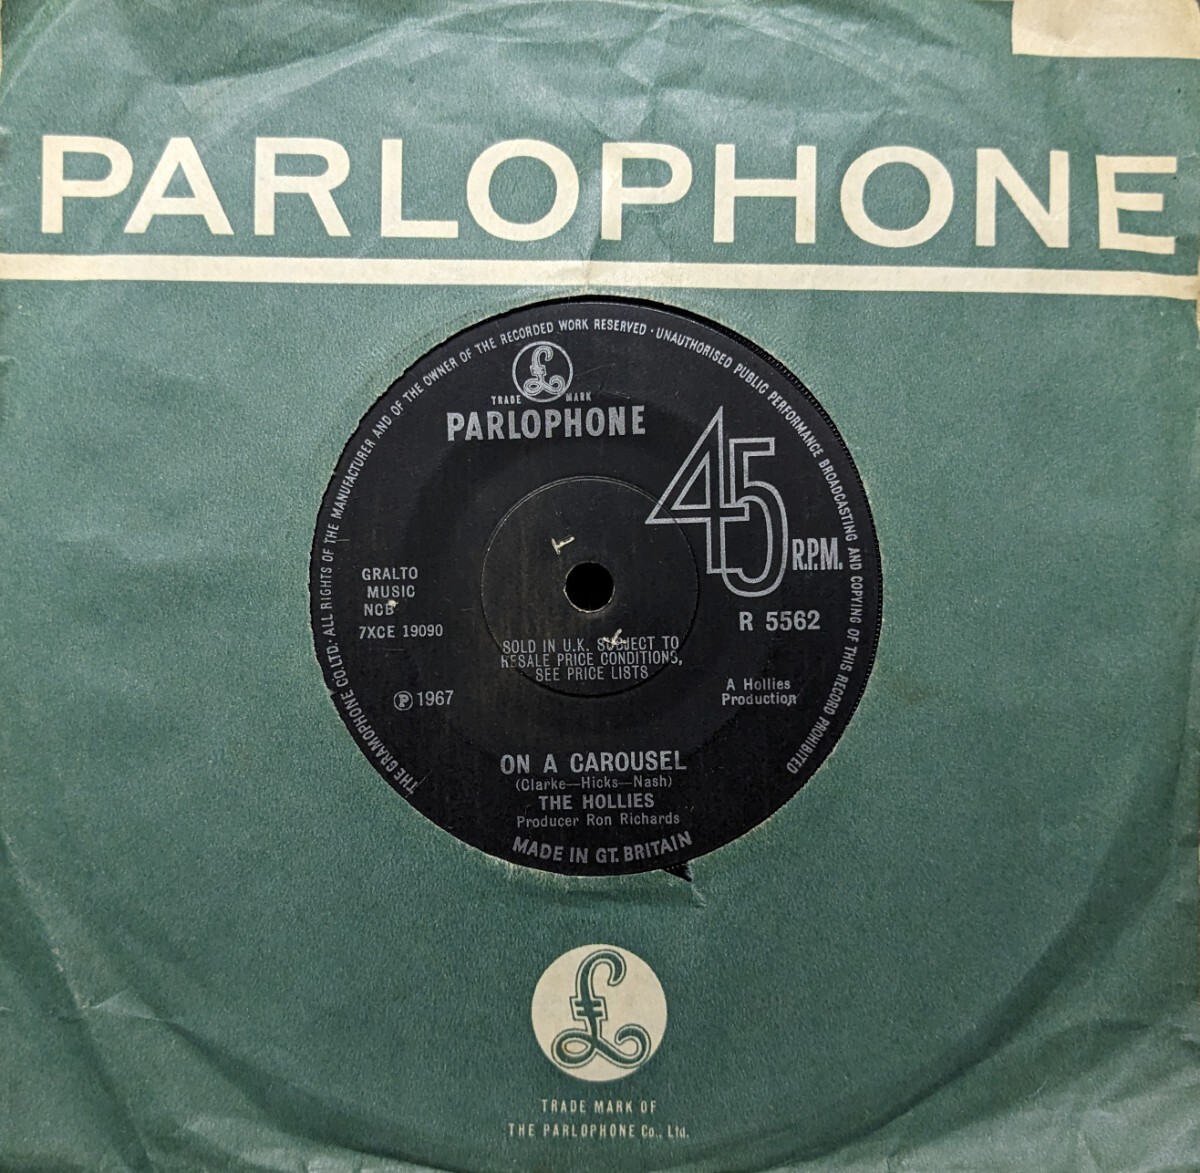 PARLOPHONE
THE GRAMOPHONE CO.LTD. ALL RIGHTS OF THE MANUFACTURER AND OF THE OWNER OF THE RECORDED WORK RESERVED · UNAUTHORISED PUBLIC PERFORMANCE BROADCASTING AND COPYING OF THIS RECORD PROHIBITED
£
TRADE MARK
PARLOPHONE
45 R.P.M.
GRALTO
MUSIC
NCB
7XCE 19090
R 5562
SOLD IN U.K. SUBJECT TO
RESALE PRICE CONDITIONS,
SEE PRICE LISTS
℗ 1967
A Hollies
Production
ON A CAROUSEL
(Clarke—Hicks—Nash)
THE HOLLIES
Producer Ron Richards
MADE IN GT. BRITAIN
£
TRADE MARK OF
THE PARLOPHONE Co., Ltd.